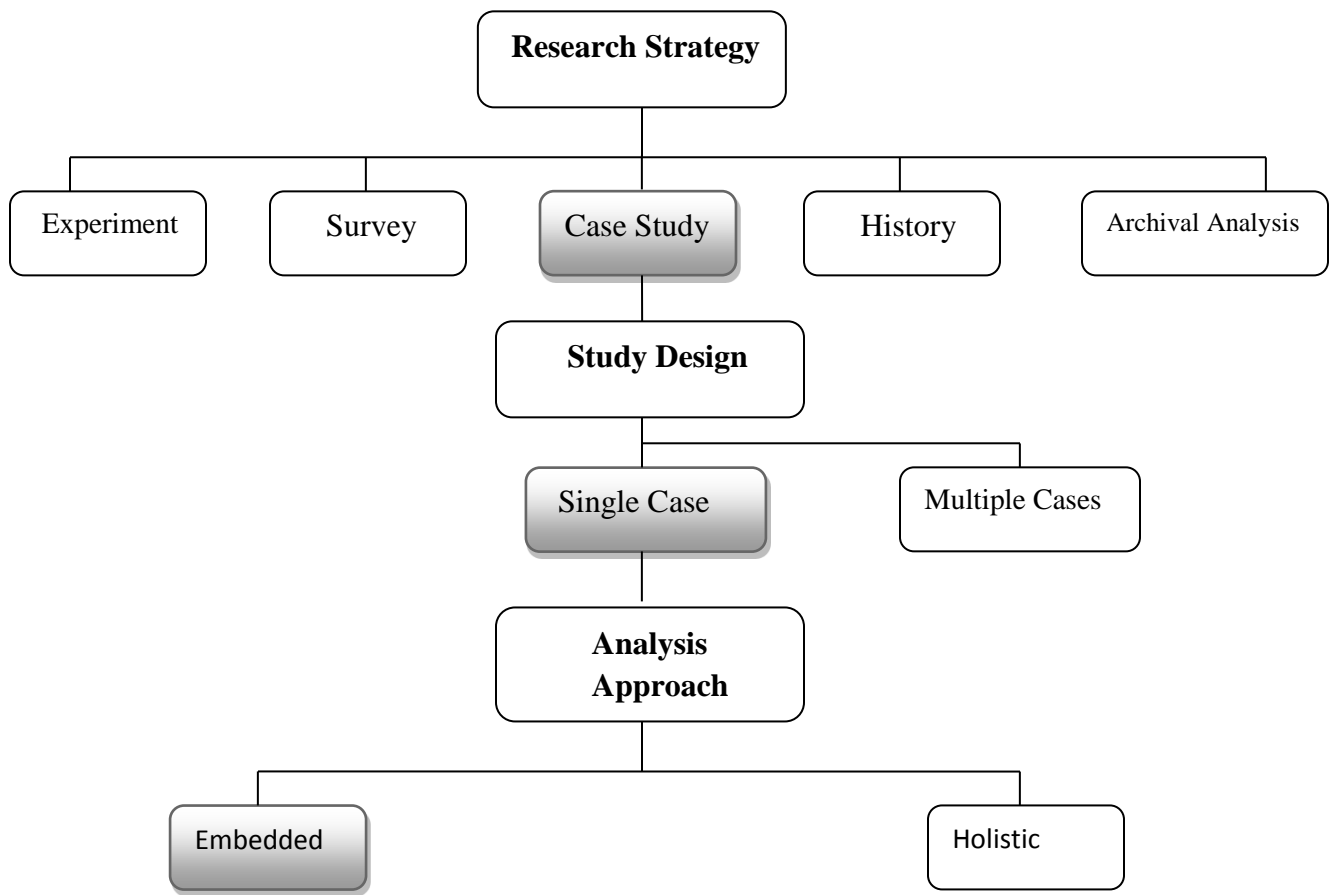 Research Strategy
Experiment
Survey
Case Study
History
Archival Analysis
Study Design
Single Case
Multiple Cases
Analysis
Approach
Embedded
Holistic